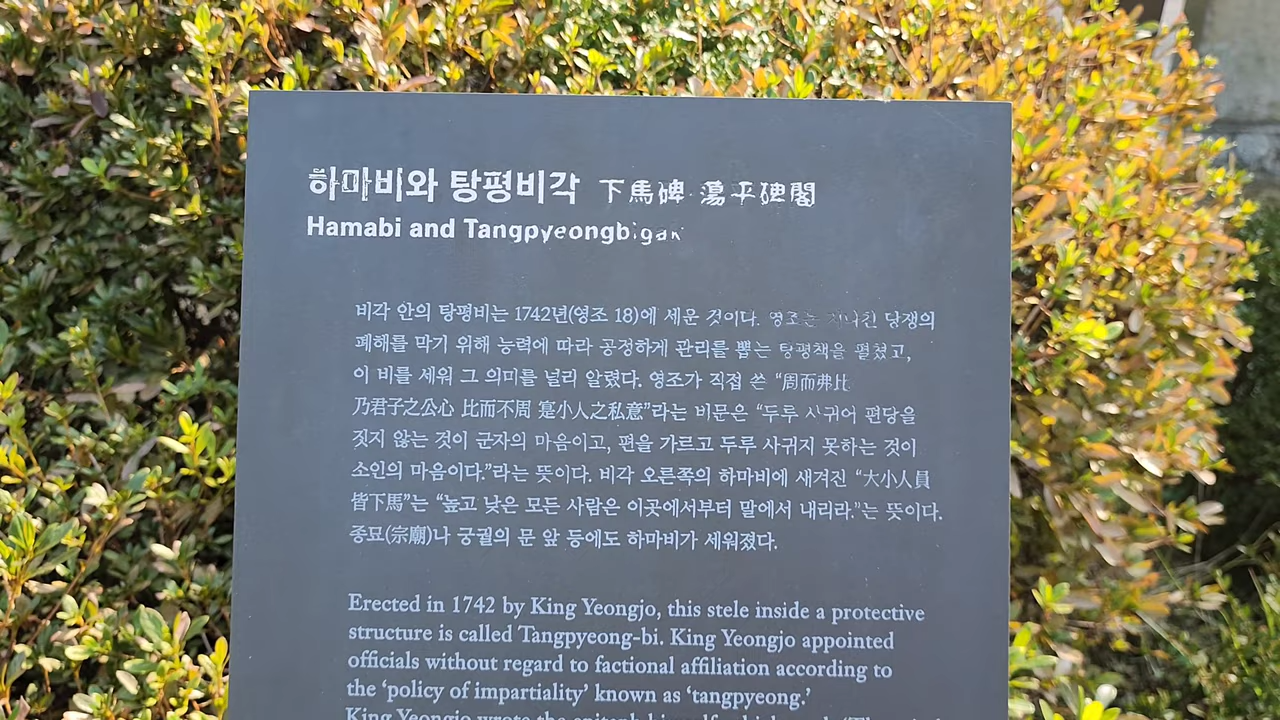 하마비와 탕평비각 下馬碑·蕩平碑閣
Hamabi and Tangpyeongbigak
비각 안의 탕평비는 1742년(영조 18)에 세운 것이다. 영조는 지나친 당쟁의
폐해를 막기 위해 능력에 따라 공정하게 관리를 뽑는 탕평책을 펼쳤고,
이 비를 세워 그 의미를 널리 알렸다. 영조가 직접 쓴 “周而弗比
乃君子之公心 比而不周 寔小人之私意”라는 비문은 “두루 사귀어 편당을
짓지 않는 것이 군자의 마음이고, 편을 가르고 두루 사귀지 못하는 것이
소인의 마음이다.”라는 뜻이다. 비각 오른쪽의 하마비에 새겨진 “大小人員
皆下馬”는 “높고 낮은 모든 사람은 이곳에서부터 말에서 내리라.”는 뜻이다.
종묘(宗廟)나 궁궐의 문 앞 등에도 하마비가 세워졌다.
Erected in 1742 by King Yeongjo, this stele inside a protective
structure is called Tangpyeong-bi. King Yeongjo appointed
officials without regard to factional affiliation according to
the ‘policy of impartiality’ known as ‘tangpyeong.’
King Yeongjo wrote the